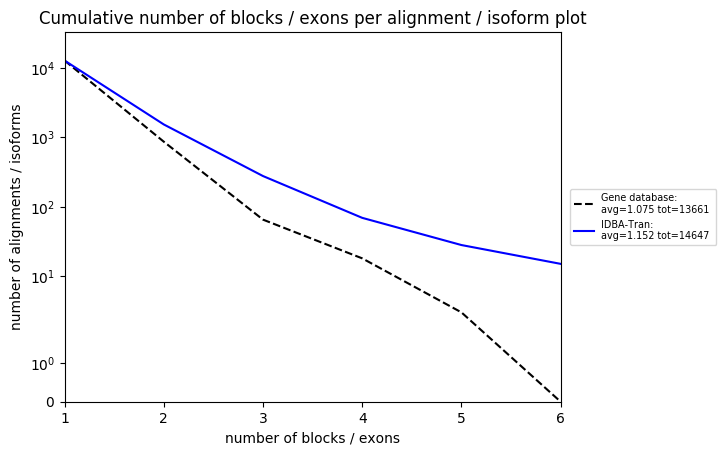 Cumulative number of blocks / exons per alignment / isoform plot
number of alignments / isoforms
10⁴
10³
10²
10¹
10⁰
0
1 2 3 4 5 6
number of blocks / exons
Gene database:
avg=1.075 tot=13661
IDBA-Tran:
avg=1.152 tot=14647